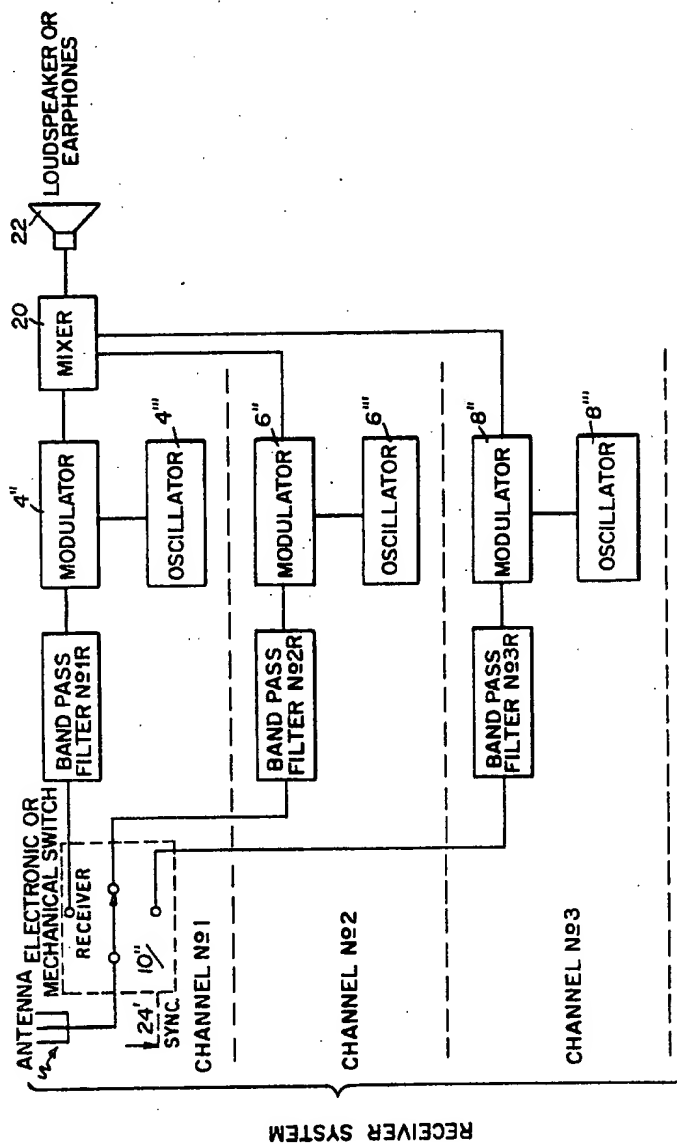 ANTENNA
ELECTRONIC OR
MECHANICAL SWITCH
RECEIVER
10"
24'
SYNC.
BAND PASS
FILTER №1R
4"
MODULATOR
4'''
OSCILLATOR
20
MIXER
22
LOUDSPEAKER OR
EARPHONES
CHANNEL №1
BAND PASS
FILTER №2R
6"
MODULATOR
6'''
OSCILLATOR
CHANNEL №2
BAND PASS
FILTER №3R
8"
MODULATOR
8'''
OSCILLATOR
CHANNEL №3
RECEIVER SYSTEM